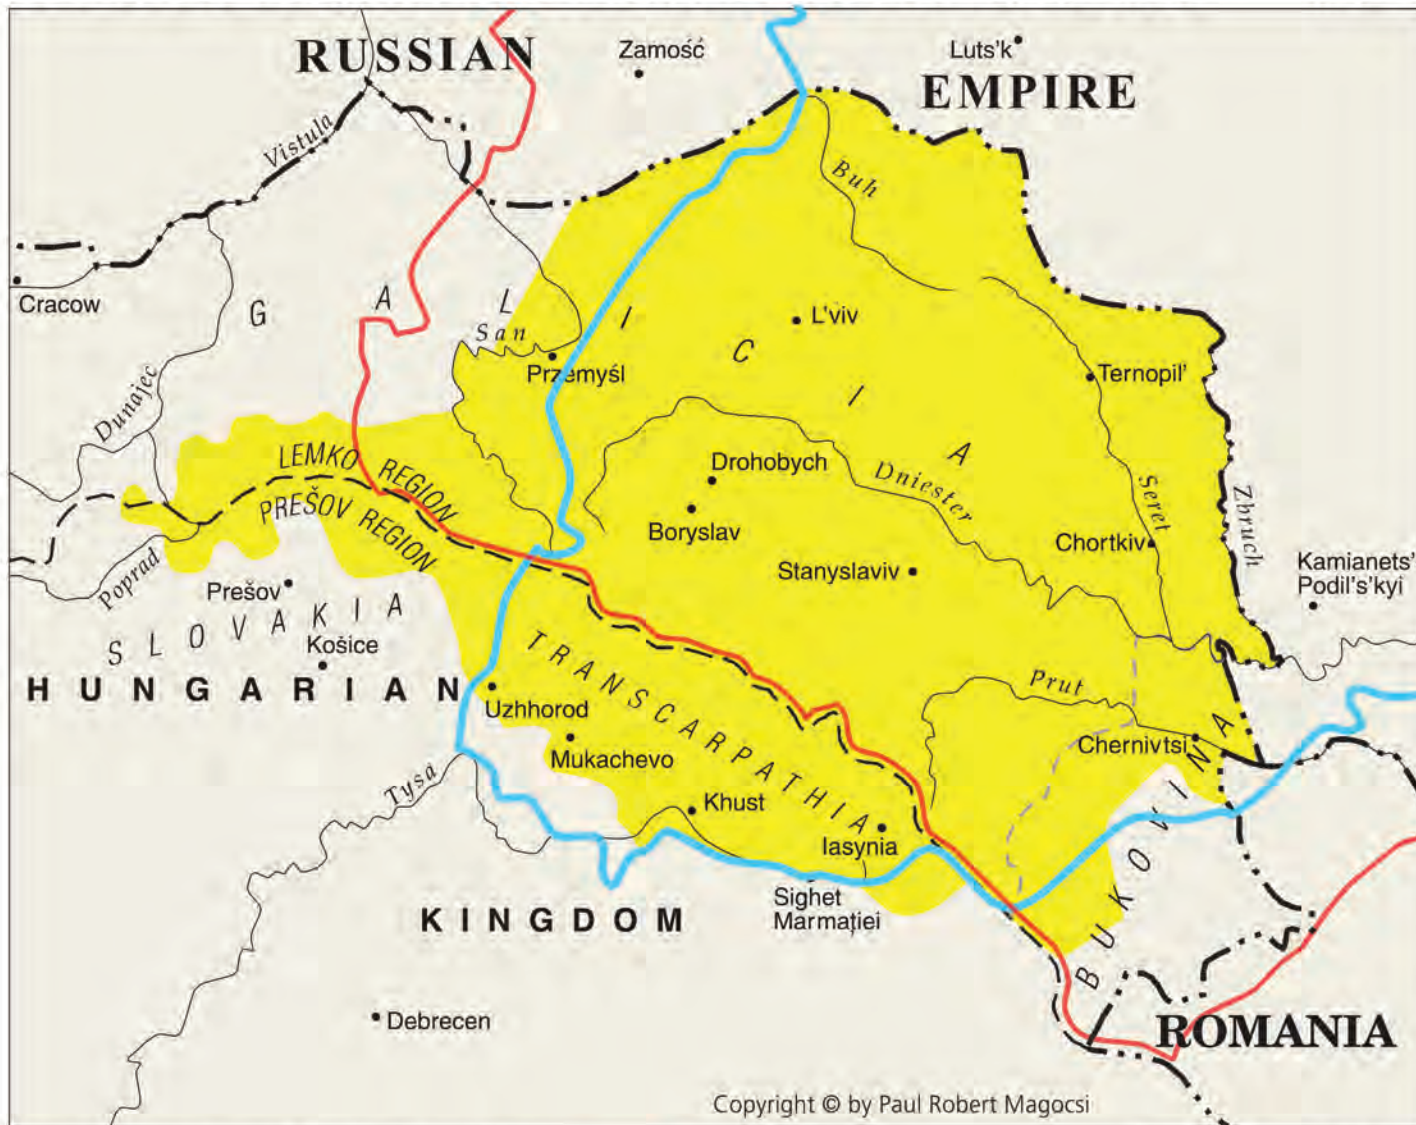 RUSSIAN
EMPIRE
Zamość
Luts'k
Vistula
Buh
Cracow
G A L I C I A
San
L'viv
Przemyśl
Ternopil'
Dunajec
LEMKO REGION
PREŠOV REGION
Drohobych
Boryslav
Dniester
Seret
Zbruch
Chortkiv
Stanyslaviv
Kamianets'
Podil's'kyi
Poprad
Prešov
SLOVAKIA
Košice
HUNGARIAN
KINGDOM
TRANSCARPATHIA
Uzhhorod
Mukachevo
Prut
Chernivtsi
Tysa
Khust
Iasynia
BUKOVINA
Sighet
Marmației
Debrecen
ROMANIA
Copyright © by Paul Robert Magocsi